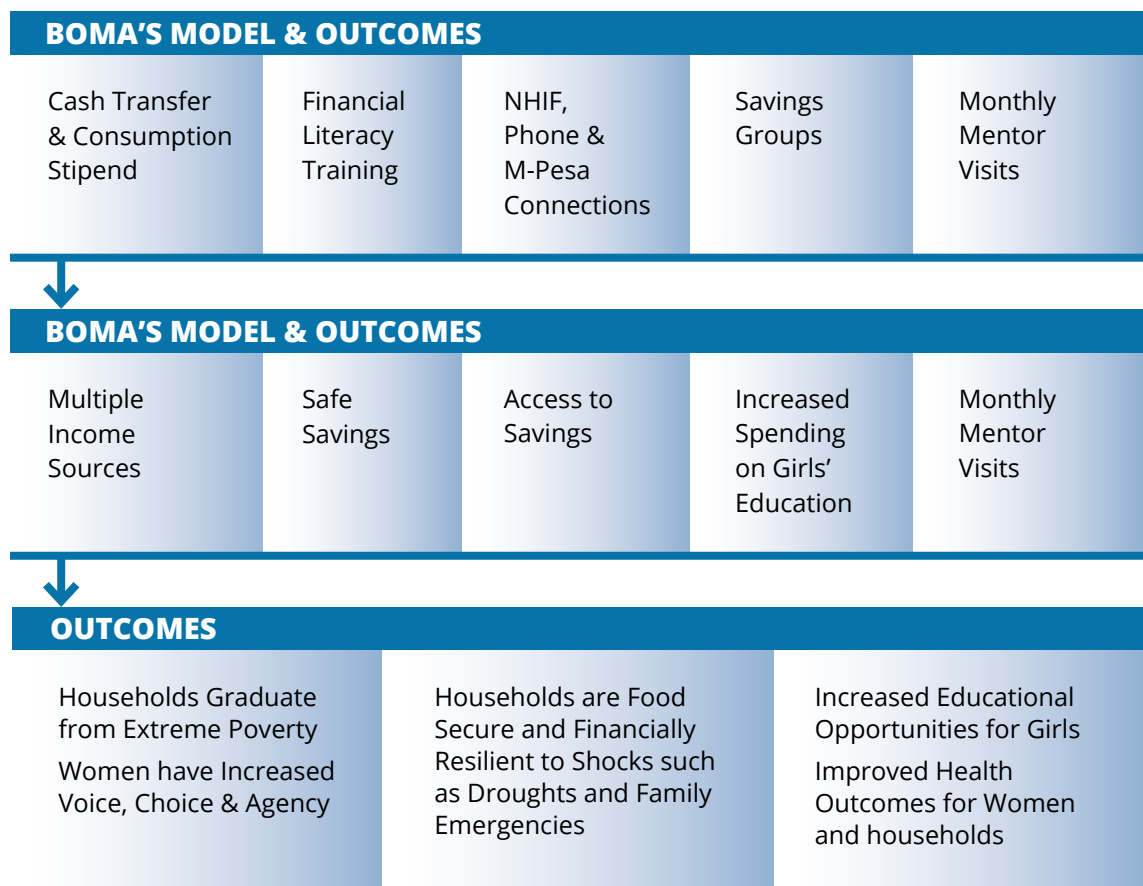 BOMA'S MODEL & OUTCOMES
Cash Transfer
& Consumption
Stipend
Financial
Literacy
Training
NHIF,
Phone &
M-Pesa
Connections
Savings
Groups
Monthly
Mentor
Visits
BOMA'S MODEL & OUTCOMES
Multiple
Income
Sources
Safe
Savings
Access to
Savings
Increased
Spending
on Girls'
Education
Monthly
Mentor
Visits
OUTCOMES
Households Graduate
from Extreme Poverty
Women have Increased
Voice, Choice & Agency
Households are Food
Secure and Financially
Resilient to Shocks such
as Droughts and Family
Emergencies
Increased Educational
Opportunities for Girls
Improved Health
Outcomes for Women
and households